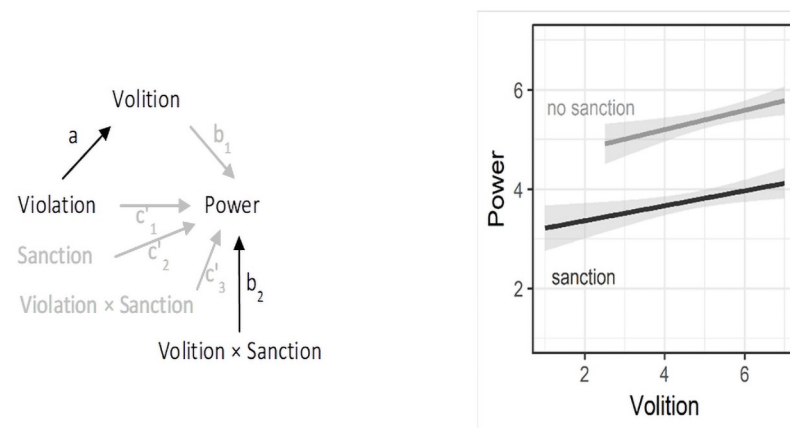 Volition
a
b1
Violation
Power
c'1
Sanction
c'2
Violation × Sanction
c'3
b2
Volition × Sanction
Power
6
4
2
no sanction
sanction
2
4
6
Volition